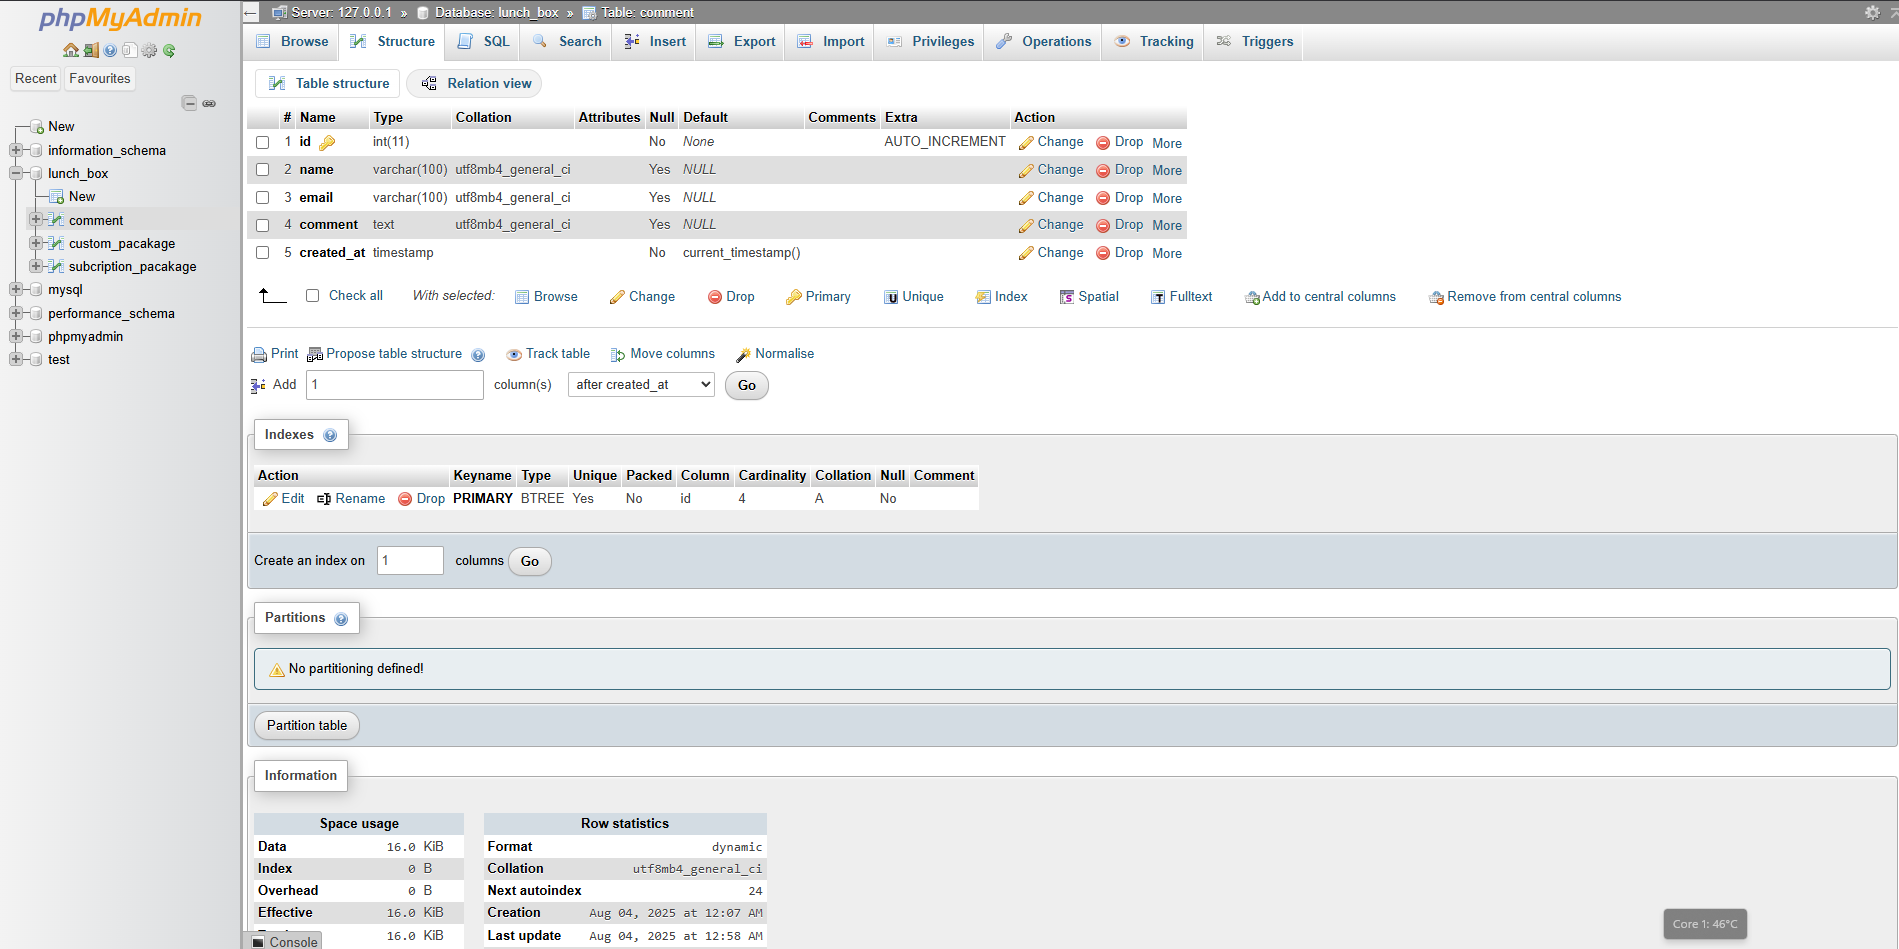 phpMyAdmin
Recent Favourites
New
information_schema
lunch_box
New
comment
custom_pacakage
subcription_pacakage
mysql
performance_schema
phpmyadmin
test
Server: 127.0.0.1 » Database: lunch_box » Table: comment
Browse Structure SQL Search Insert Export Import Privileges Operations Tracking Triggers
Table structure Relation view
# Name Type Collation Attributes Null Default Comments Extra Action
1 id int(11) No None AUTO_INCREMENT Change Drop More
2 name varchar(100) utf8mb4_general_ci Yes NULL Change Drop More
3 email varchar(100) utf8mb4_general_ci Yes NULL Change Drop More
4 comment text utf8mb4_general_ci Yes NULL Change Drop More
5 created_at timestamp No current_timestamp() Change Drop More
Check all With selected: Browse Change Drop Primary Unique Index Spatial Fulltext Add to central columns Remove from central columns
Print Propose table structure Track table Move columns Normalise
Add 1 column(s) after created_at Go
Indexes
Action Keyname Type Unique Packed Column Cardinality Collation Null Comment
Edit Rename Drop PRIMARY BTREE Yes No id 4 A No
Create an index on 1 columns Go
Partitions
No partitioning defined!
Partition table
Information
Space usage
Data 16.0 KiB
Index 0 B
Overhead 0 B
Effective 16.0 KiB
16.0 KiB
Row statistics
Format dynamic
Collation utf8mb4_general_ci
Next autoindex 24
Creation Aug 04, 2025 at 12:07 AM
Last update Aug 04, 2025 at 12:58 AM
Console
Core 1: 46°C